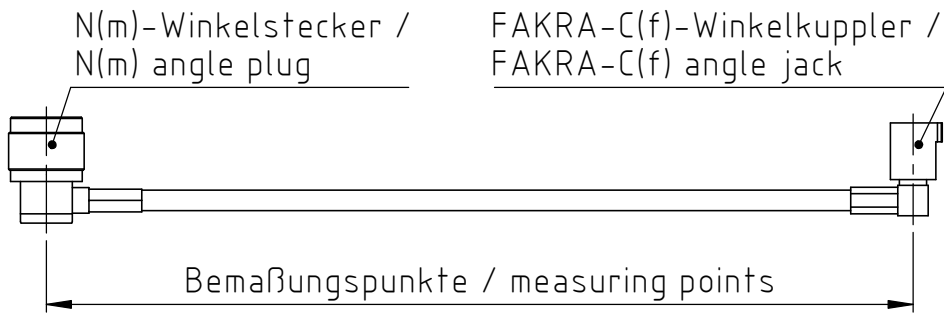 N(m)-Winkelstecker /
N(m) angle plug
FAKRA-C(f)-Winkelkuppler /
FAKRA-C(f) angle jack
Bemaßungspunkte / measuring points